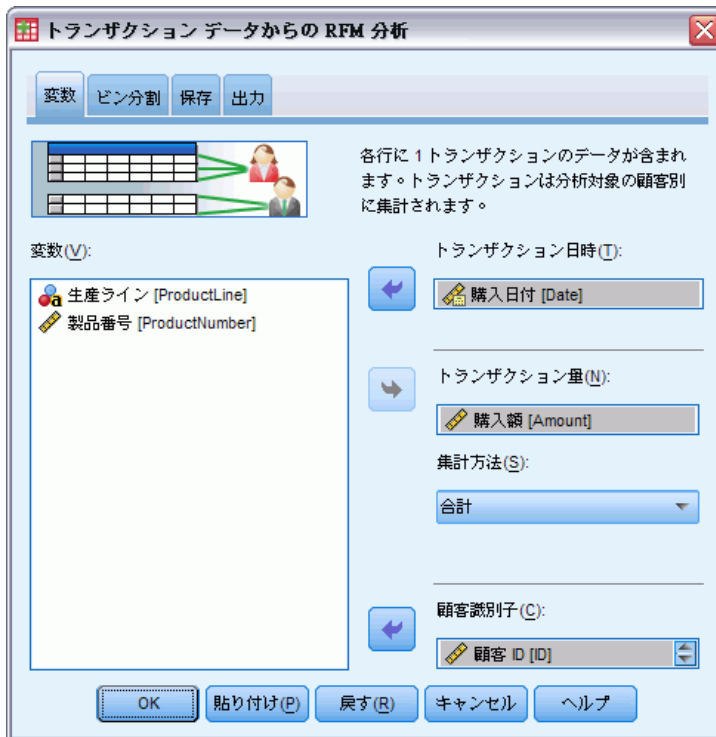 トランザクション データからの RFM 分析
変数 ビン分割 保存 出力
各行に 1 トランザクションのデータが含まれ
ます。トランザクションは分析対象の顧客別
に集計されます。
変数(V):
生産ライン [ProductLine]
製品番号 [ProductNumber]
トランザクション日時(T):
購入日付 [Date]
トランザクション量(N):
購入額 [Amount]
集計方法(S):
合計
顧客識別子(C):
顧客 ID [ID]
OK 貼り付け(P) 戻す(R) キャンセル ヘルプ